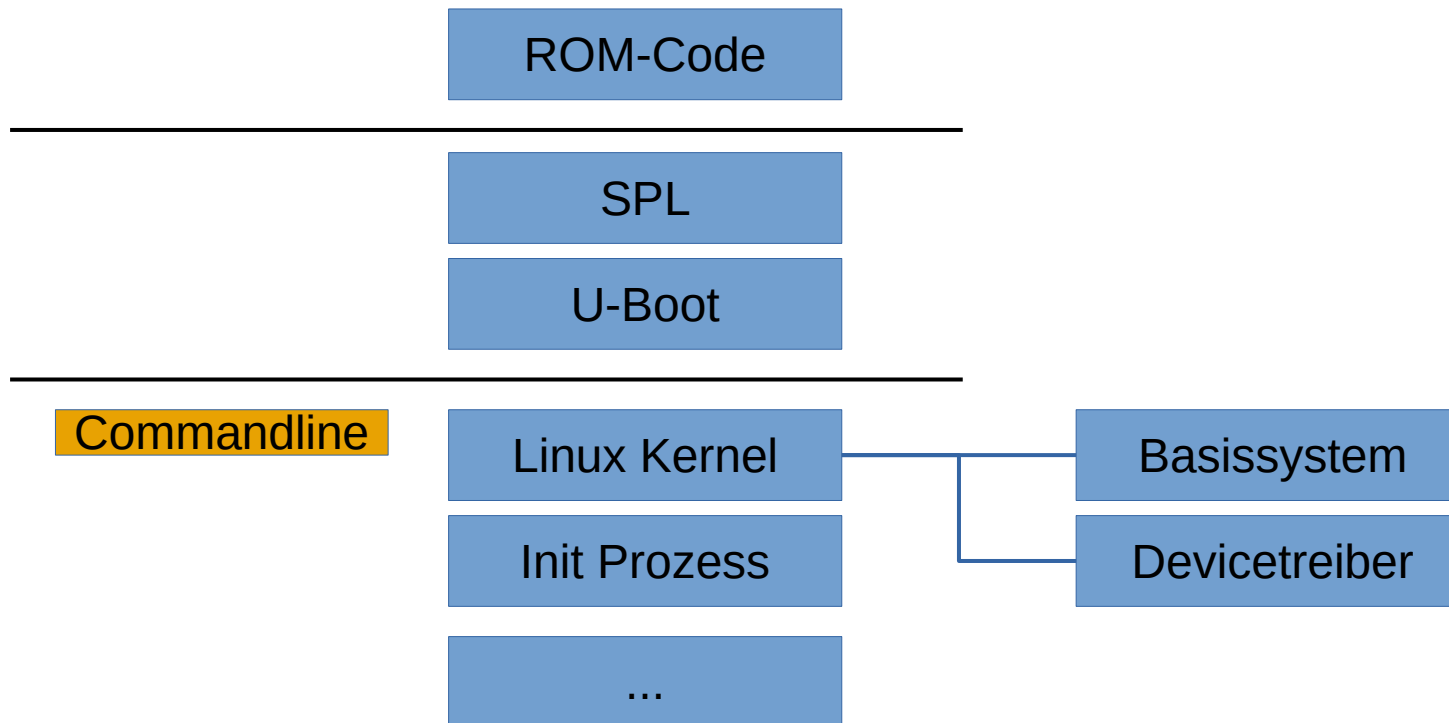 ROM-Code
SPL
U-Boot
Commandline
Linux Kernel
Basissystem
Init Prozess
Devicetreiber
...